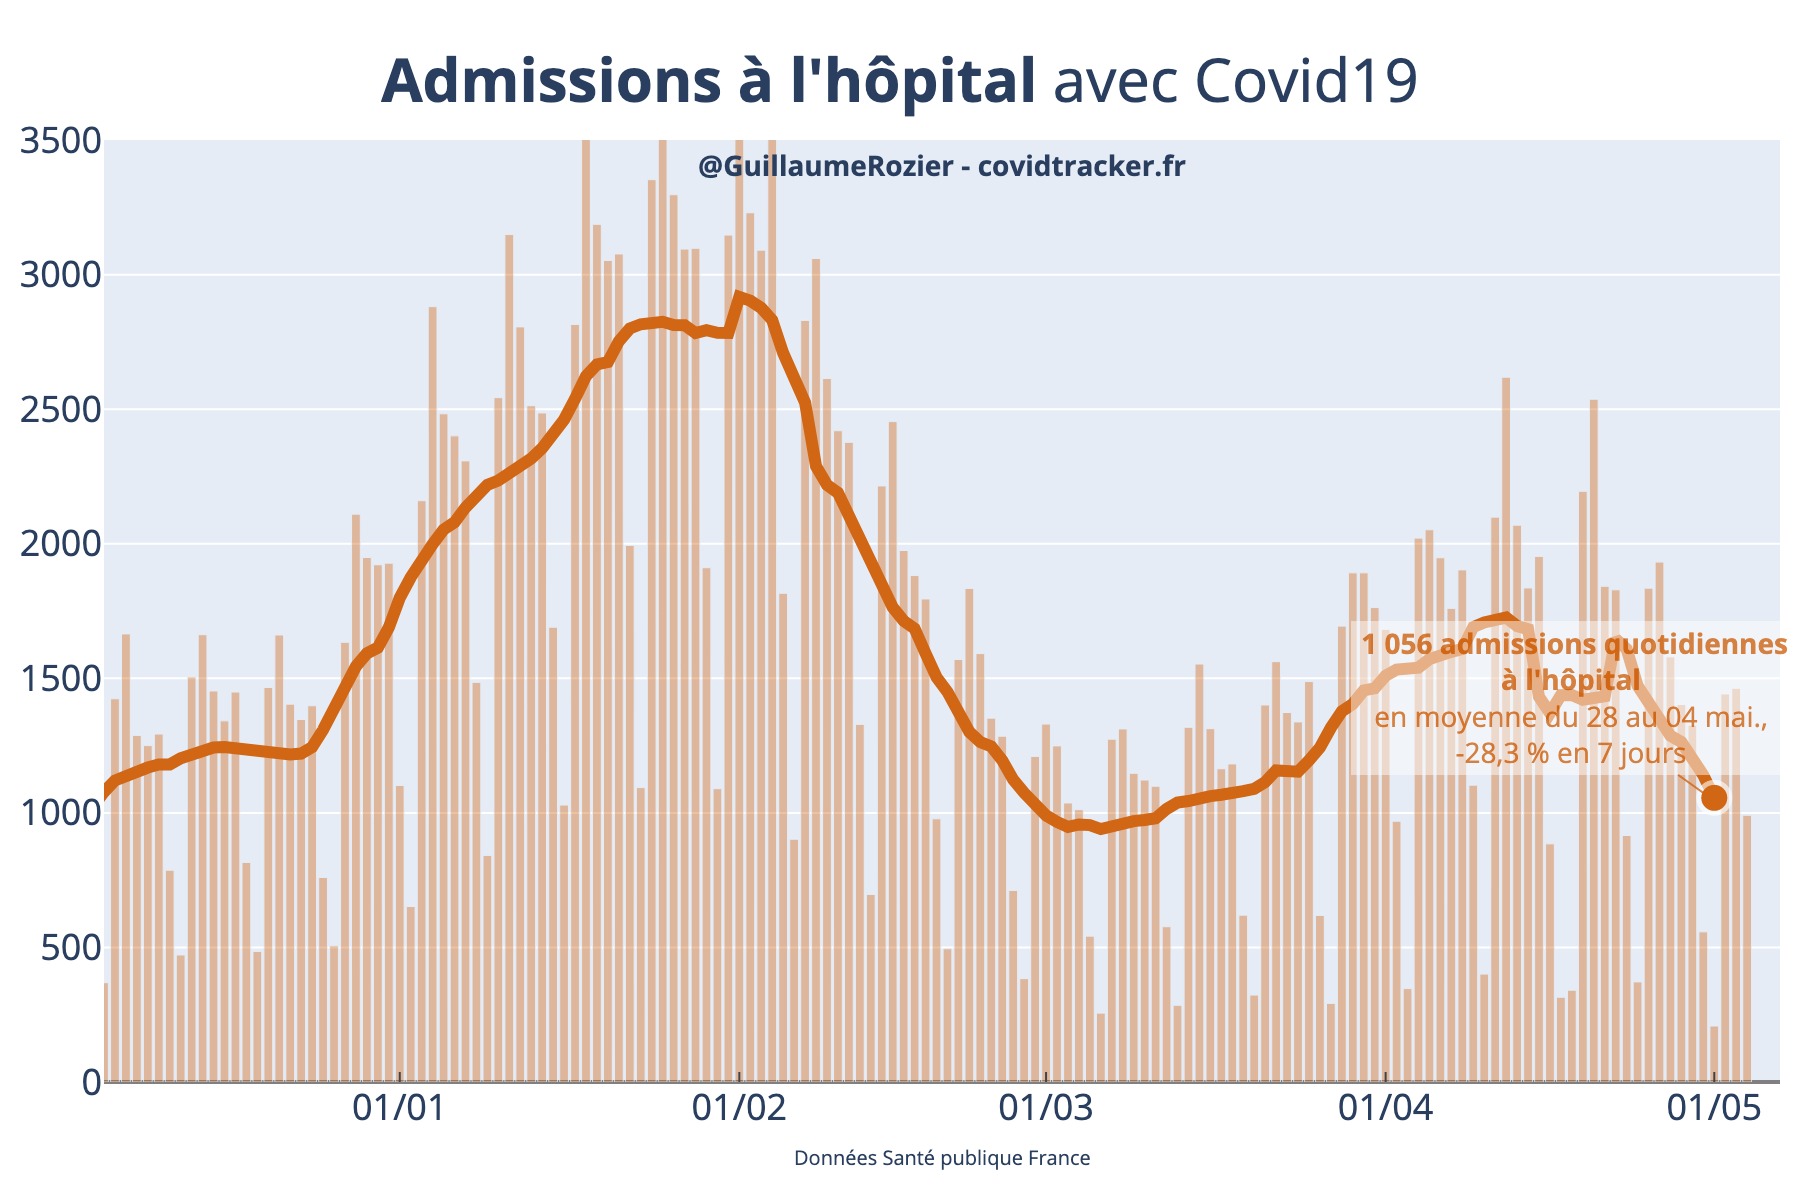 Admissions à l'hôpital avec Covid19
@GuillaumeRozier - covidtracker.fr
3500
3000
2500
2000
1500
1000
500
0
1 056 admissions quotidiennes
à l'hôpital
en moyenne du 28 au 04 mai.,
-28,3 % en 7 jours
01/01
01/02
01/03
01/04
01/05
Données Santé publique France